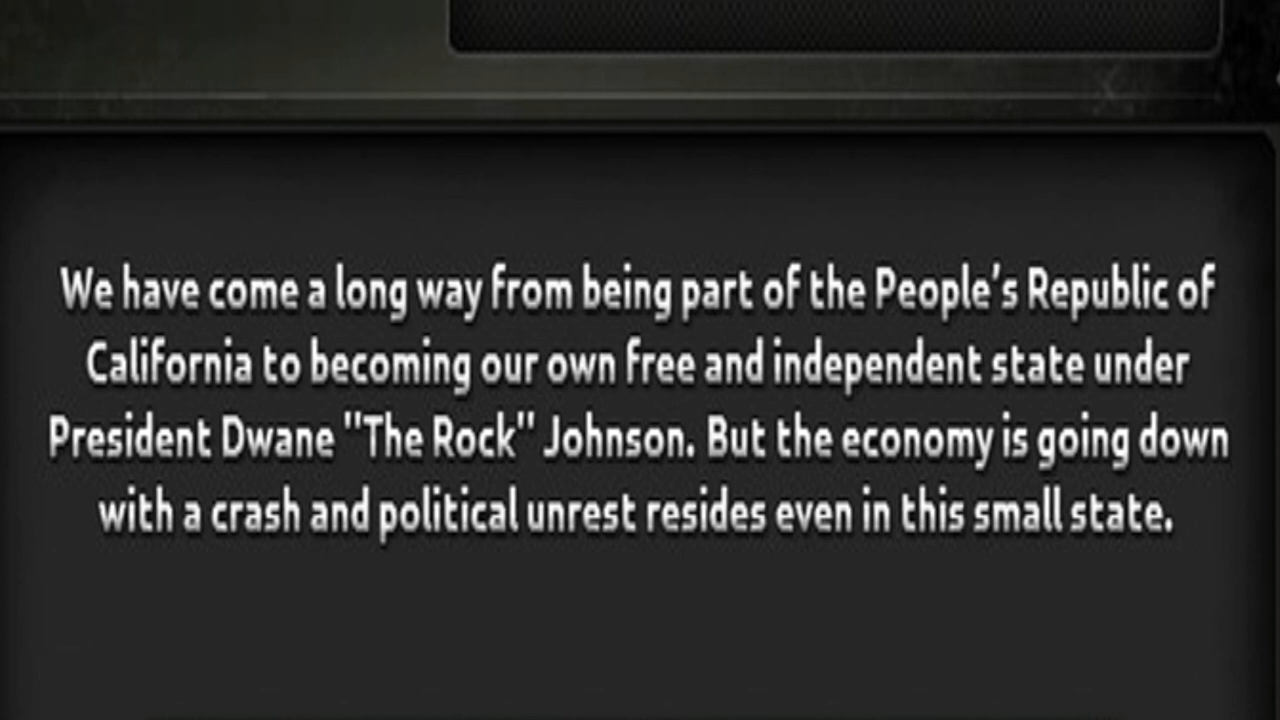 We have come a long way from being part of the People's Republic of
California to becoming our own free and independent state under
President Dwane "The Rock" Johnson. But the economy is going down
with a crash and political unrest resides even in this small state.